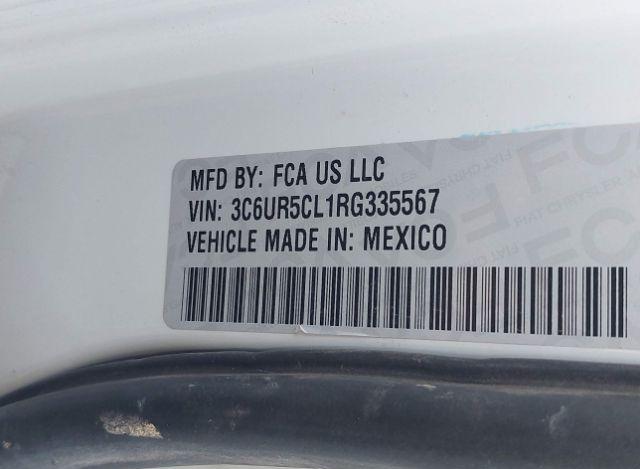 MFD BY: FCA US LLC
VIN: 3C6UR5CL1RG335567
VEHICLE MADE IN: MEXICO